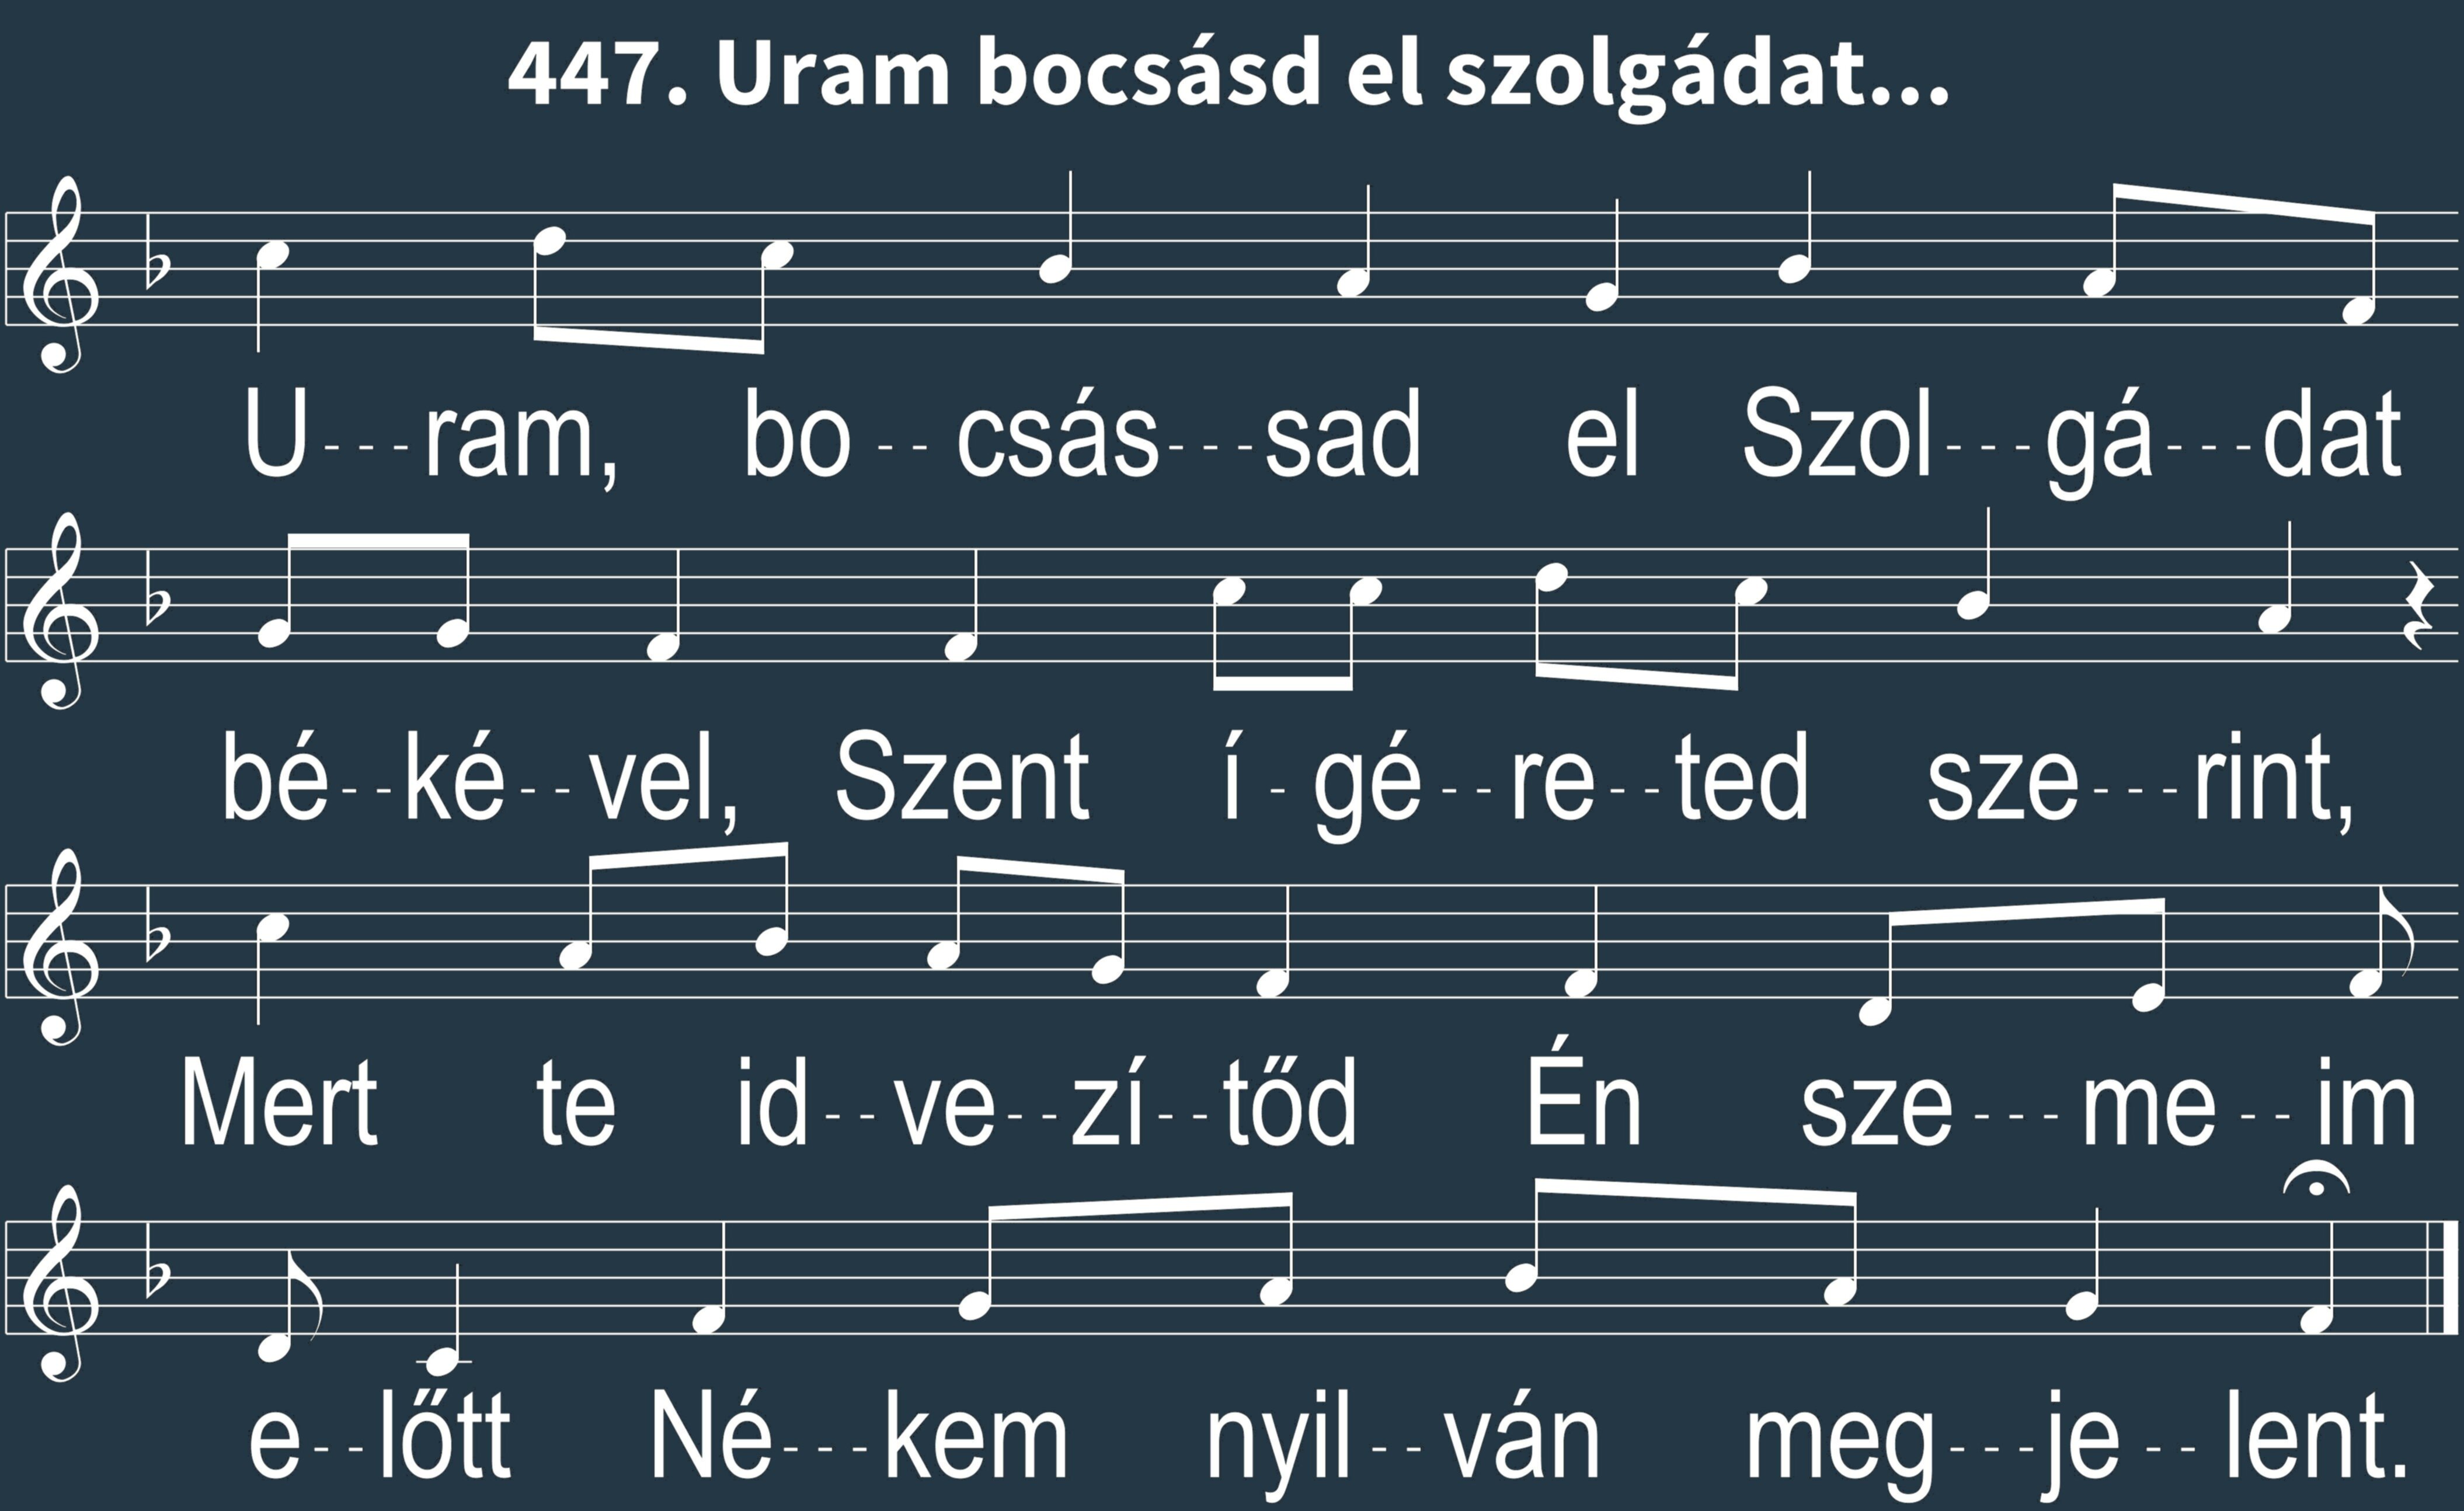 447. Uram bocsásd el szolgádat...
U---ram, bo--csás---sad el Szol---gá---dat
bé--ké--vel, Szent í-gé--re--ted sze---rint,
Mert te id--ve--zí--tőd Én sze---me--im
e--lőtt Né---kem nyil--ván meg---je--lent.